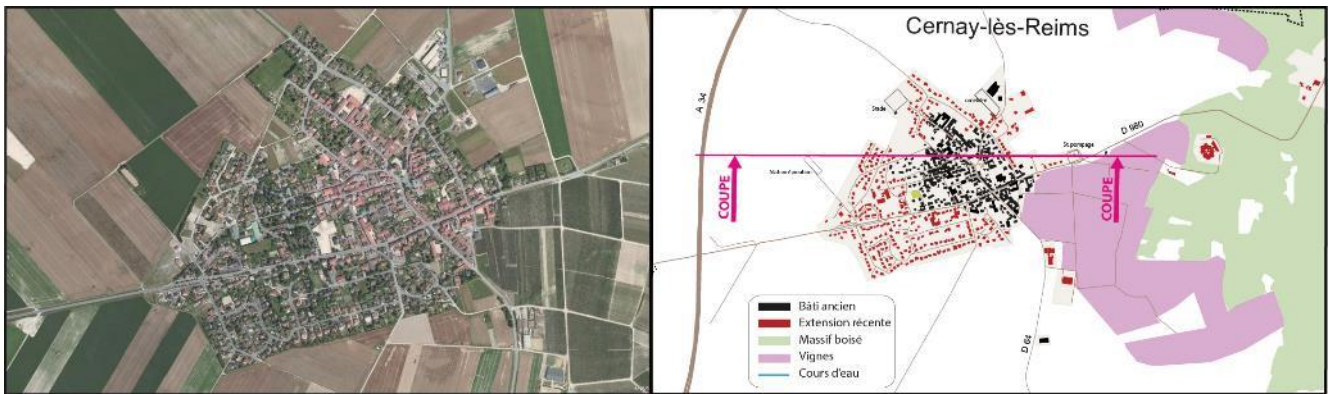 Cernay-lès-Reims
A 34
Stade
cimetière
D 980
St. pompage
COUPE
COUPE
D 64
Bâti ancien
Extension récente
Massif boisé
Vignes
Cours d'eau